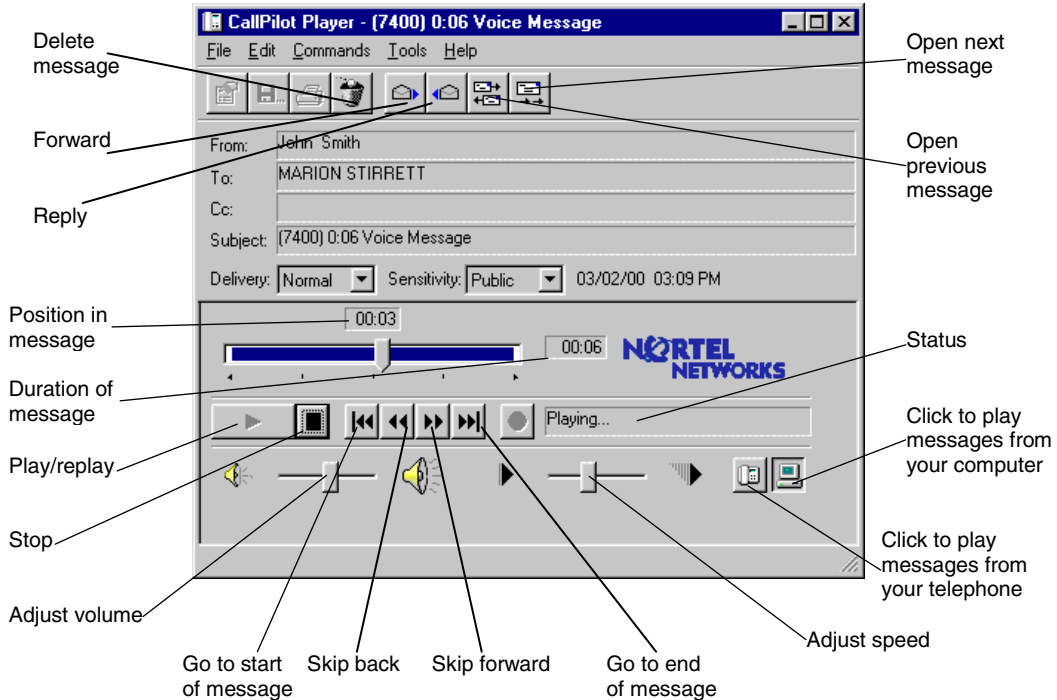 CallPilot Player - (7400) 0:06 Voice Message
File Edit Commands Tools Help
Delete
message
Open next
message
Forward
Open
previous
message
Reply
From: John Smith
To: MARION STIRRETT
Cc:
Subject: (7400) 0:06 Voice Message
Delivery: Normal Sensitivity: Public 03/02/00 03:09 PM
Position in
message
00:03
00:06
NORTEL
NETWORKS
Status
Duration of
message
Playing...
Click to play
messages from
your computer
Play/replay
Stop
Click to play
messages from
your telephone
Adjust volume
Adjust speed
Go to start
of message
Skip back
Skip forward
Go to end
of message